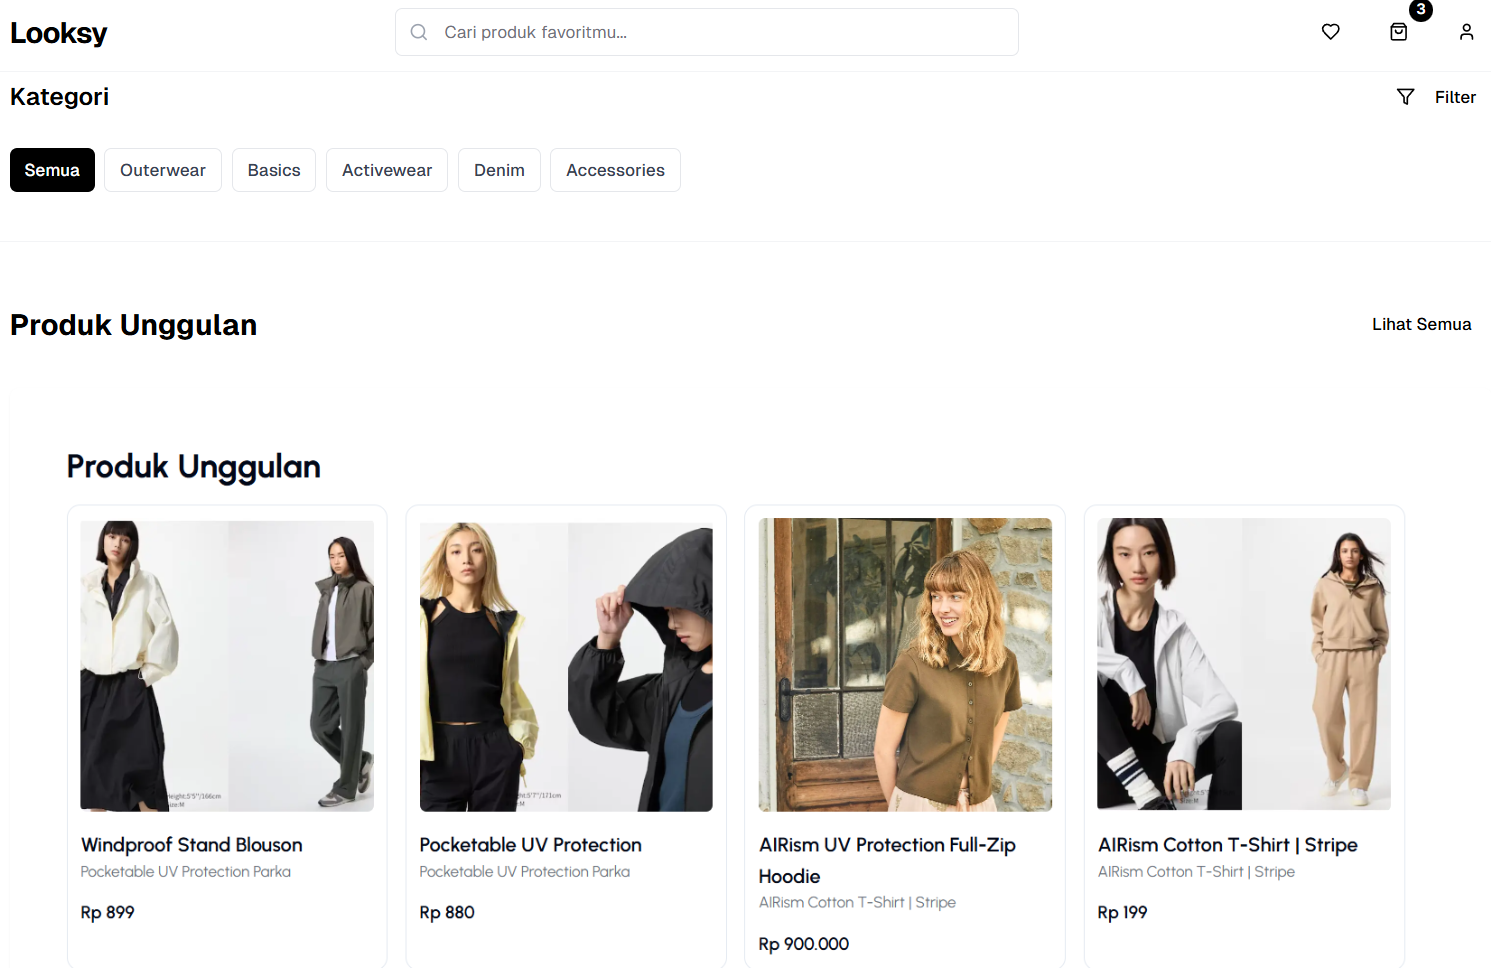 Looksy
Cari produk favoritmu...
3
Kategori
Filter
Semua
Outerwear
Basics
Activewear
Denim
Accessories
Produk Unggulan
Lihat Semua
Produk Unggulan
Height:5'5"/166cm
Size:M
Windproof Stand Blouson
Pocketable UV Protection Parka
Rp 899
Height:5'7"/171cm
Pocketable UV Protection
Pocketable UV Protection Parka
Rp 880
AIRism UV Protection Full-Zip
Hoodie
AIRism Cotton T-Shirt | Stripe
Rp 900.000
Size:M
AIRism Cotton T-Shirt | Stripe
AIRism Cotton T-Shirt | Stripe
Rp 199